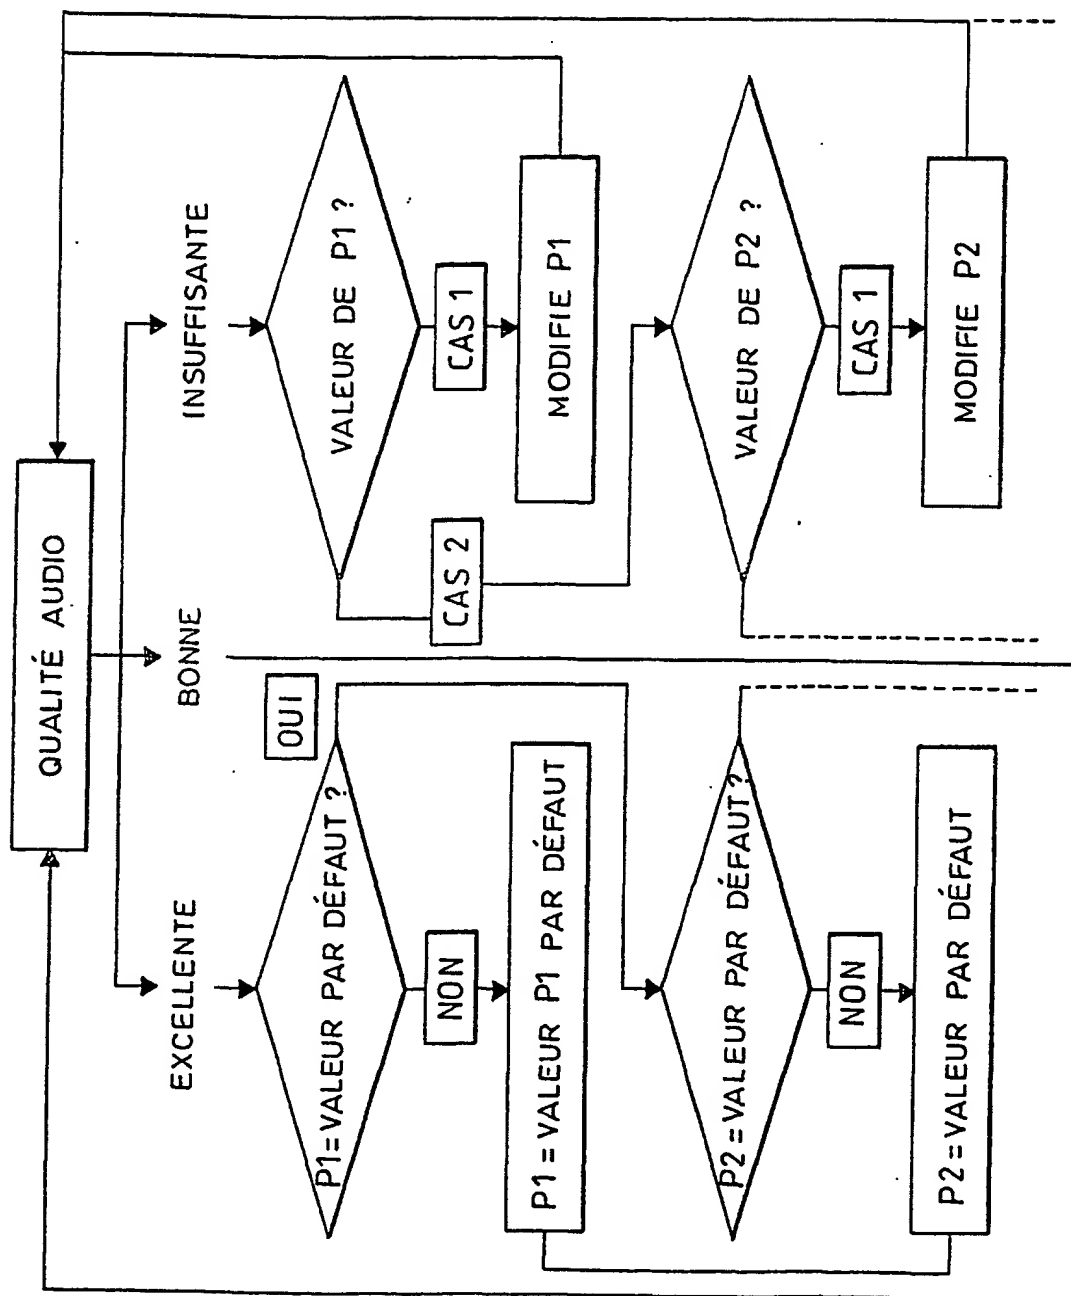 QUALITÉ AUDIO
EXCELLENTE
BONNE
INSUFFISANTE
P1=VALEUR PAR DÉFAUT ?
OUI
VALEUR DE P1 ?
NON
CAS 2
CAS 1
P1=VALEUR P1 PAR DÉFAUT
MODIFIE P1
P2=VALEUR PAR DÉFAUT ?
VALEUR DE P2 ?
NON
CAS 1
P2=VALEUR PAR DÉFAUT
MODIFIE P2